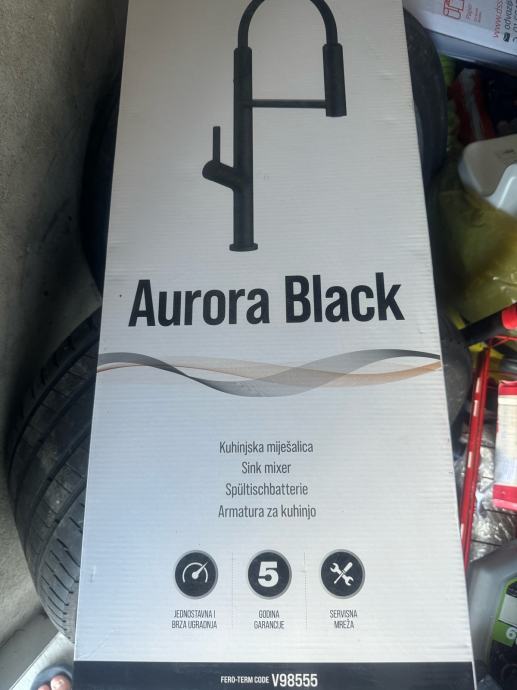 Aurora Black
Kuhinjska miješalica
Sink mixer
Spültischbatterie
Armatura za kuhinjo
5
JEDNOSTAVNA I
BRZA UGRADNJA
GODINA
GARANCIJE
SERVISNA
MREŽA
FERO-TERM CODE V98555